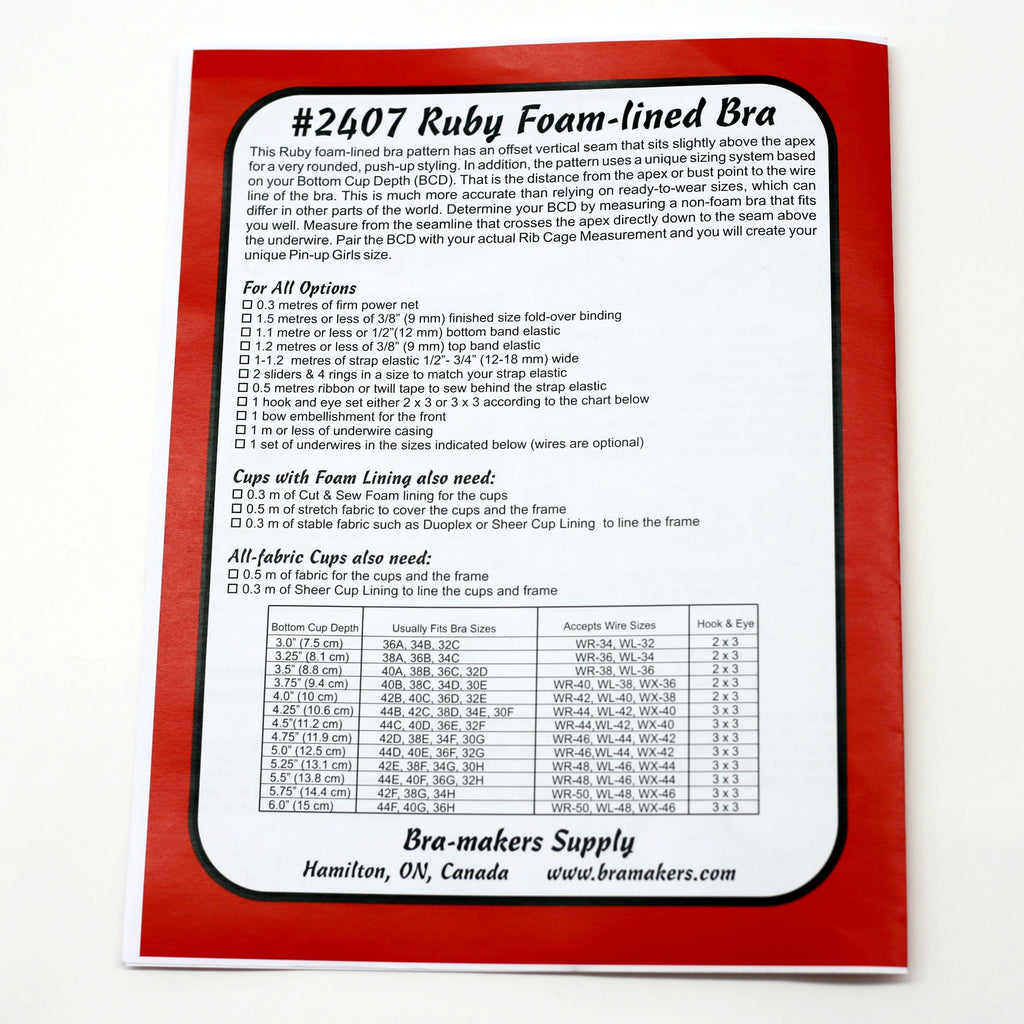 #2407 Ruby Foam-lined Bra
This Ruby foam-lined bra pattern has an offset vertical seam that sits slightly above the apex
for a very rounded, push-up styling. In addition, the pattern uses a unique sizing system based
on your Bottom Cup Depth (BCD). That is the distance from the apex or bust point to the wire
line of the bra. This is much more accurate than relying on ready-to-wear sizes, which can
differ in other parts of the world. Determine your BCD by measuring a non-foam bra that fits
you well. Measure from the seamline that crosses the apex directly down to the seam above
the underwire. Pair the BCD with your actual Rib Cage Measurement and you will create your
unique Pin-up Girls size.
For All Options
☐ 0.3 metres of firm power net
☐ 1.5 metres or less of 3/8" (9 mm) finished size fold-over binding
☐ 1.1 metre or less or 1/2"(12 mm) bottom band elastic
☐ 1.2 metres or less of 3/8" (9 mm) top band elastic
☐ 1-1.2 metres of strap elastic 1/2"- 3/4" (12-18 mm) wide
☐ 2 sliders & 4 rings in a size to match your strap elastic
☐ 0.5 metres ribbon or twill tape to sew behind the strap elastic
☐ 1 hook and eye set either 2 x 3 or 3 x 3 according to the chart below
☐ 1 bow embellishment for the front
☐ 1 m or less of underwire casing
☐ 1 set of underwires in the sizes indicated below (wires are optional)
Cups with Foam Lining also need:
☐ 0.3 m of Cut & Sew Foam lining for the cups
☐ 0.5 m of stretch fabric to cover the cups and the frame
☐ 0.3 m of stable fabric such as Duoplex or Sheer Cup Lining to line the frame
All-fabric Cups also need:
☐ 0.5 m of fabric for the cups and the frame
☐ 0.3 m of Sheer Cup Lining to line the cups and frame
Bottom Cup Depth Usually Fits Bra Sizes Accepts Wire Sizes Hook & Eye
3.0" (7.5 cm) 36A, 34B, 32C WR-34, WL-32 2 x 3
3.25" (8.1 cm) 38A, 36B, 34C WR-36, WL-34 2 x 3
3.5" (8.8 cm) 40A, 38B, 36C, 32D WR-38, WL-36 2 x 3
3.75" (9.4 cm) 40B, 38C, 34D, 30E WR-40, WL-38, WX-36 2 x 3
4.0" (10 cm) 42B, 40C, 36D, 32E WR-42, WL-40, WX-38 2 x 3
4.25" (10.6 cm) 44B, 42C, 38D, 34E, 30F WR-44, WL-42, WX-40 3 x 3
4.5"(11.2 cm) 44C, 40D, 36E, 32F WR-44,WL-42, WX-40 3 x 3
4.75" (11.9 cm) 42D, 38E, 34F, 30G WR-46, WL-44, WX-42 3 x 3
5.0" (12.5 cm) 44D, 40E, 36F, 32G WR-46,WL-44, WX-42 3 x 3
5.25" (13.1 cm) 42E, 38F, 34G, 30H WR-48, WL-46, WX-44 3 x 3
5.5" (13.8 cm) 44E, 40F, 36G, 32H WR-48, WL-46, WX-44 3 x 3
5.75" (14.4 cm) 42F, 38G, 34H WR-50, WL-48, WX-46 3 x 3
6.0" (15 cm) 44F, 40G, 36H WR-50, WL-48, WX-46 3 x 3
Bra-makers Supply
Hamilton, ON, Canada www.bramakers.com